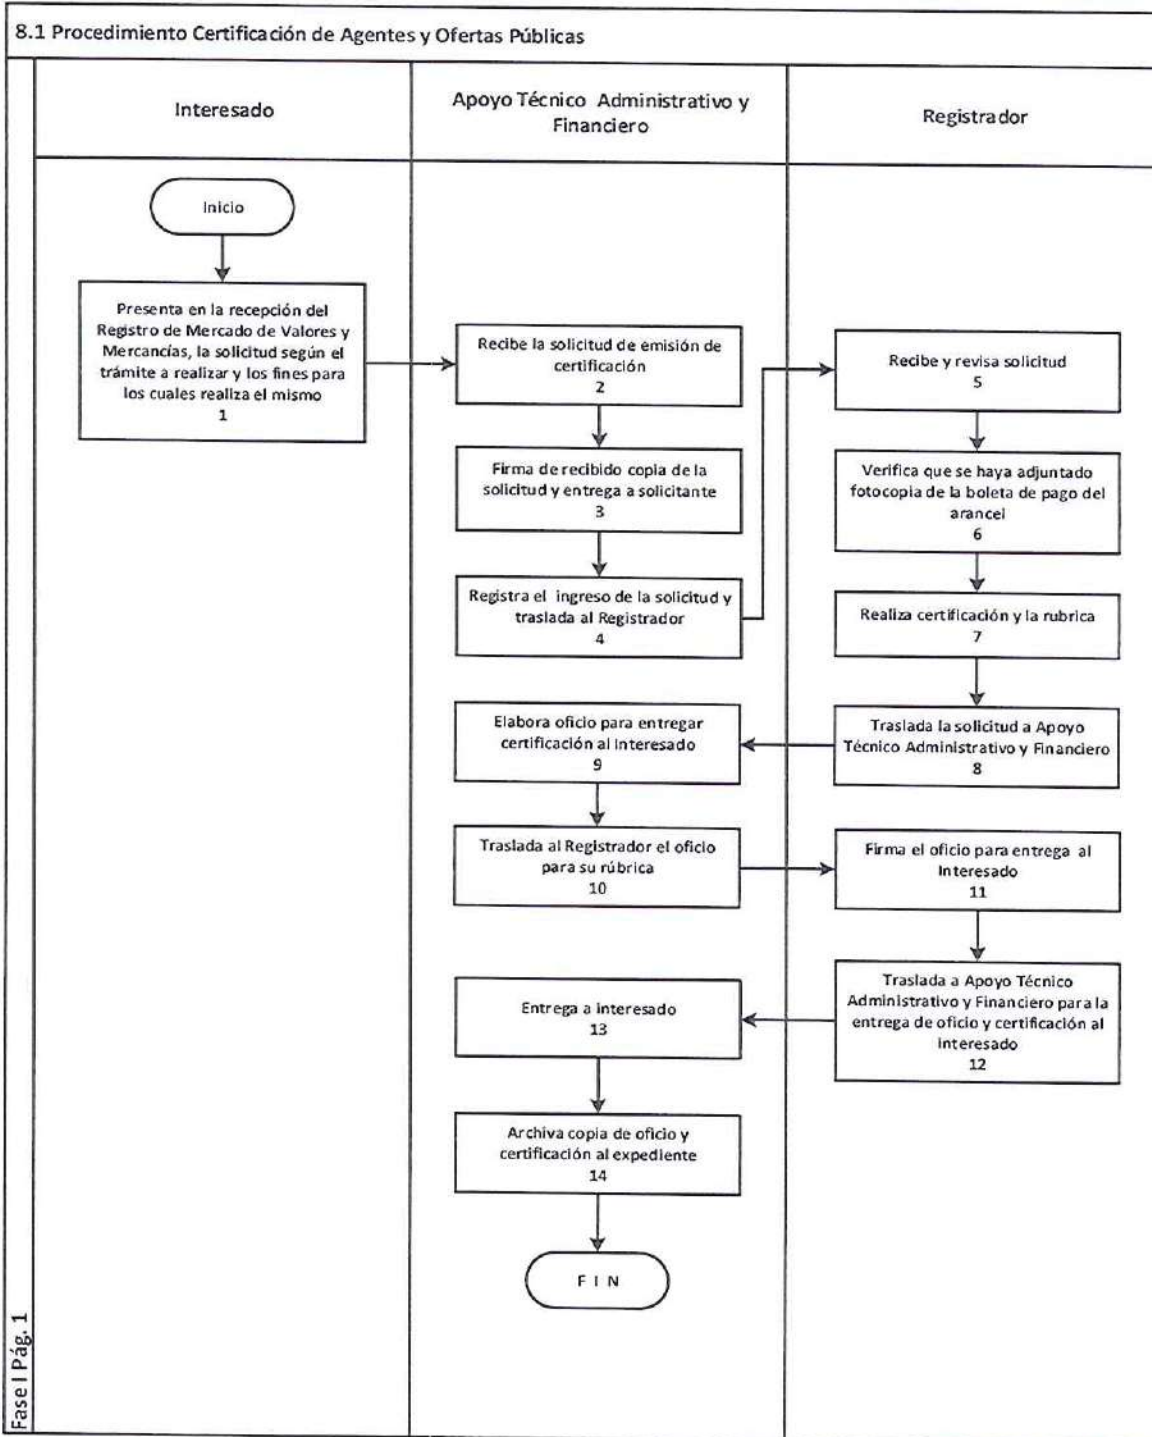 8.1 Procedimiento Certificación de Agentes y Ofertas Públicas
Interesado
Apoyo Técnico Administrativo y
Financiero
Registrador
Inicio
Presenta en la recepción del
Registro de Mercado de Valores y
Mercancías, la solicitud según el
trámite a realizar y los fines para
los cuales realiza el mismo
1
Recibe la solicitud de emisión de
certificación
2
Firma de recibido copia de la
solicitud y entrega a solicitante
3
Registra el ingreso de la solicitud y
traslada al Registrador
4
Recibe y revisa solicitud
5
Verifica que se haya adjuntado
fotocopia de la boleta de pago del
arancel
6
Realiza certificación y la rubrica
7
Traslada la solicitud a Apoyo
Técnico Administrativo y Financiero
8
Elabora oficio para entregar
certificación al Interesado
9
Traslada al Registrador el oficio
para su rúbrica
10
Firma el oficio para entrega al
Interesado
11
Traslada a Apoyo Técnico
Administrativo y Financiero para la
entrega de oficio y certificación al
interesado
12
Entrega a interesado
13
Archiva copia de oficio y
certificación al expediente
14
F I N
Fase I Pág. 1